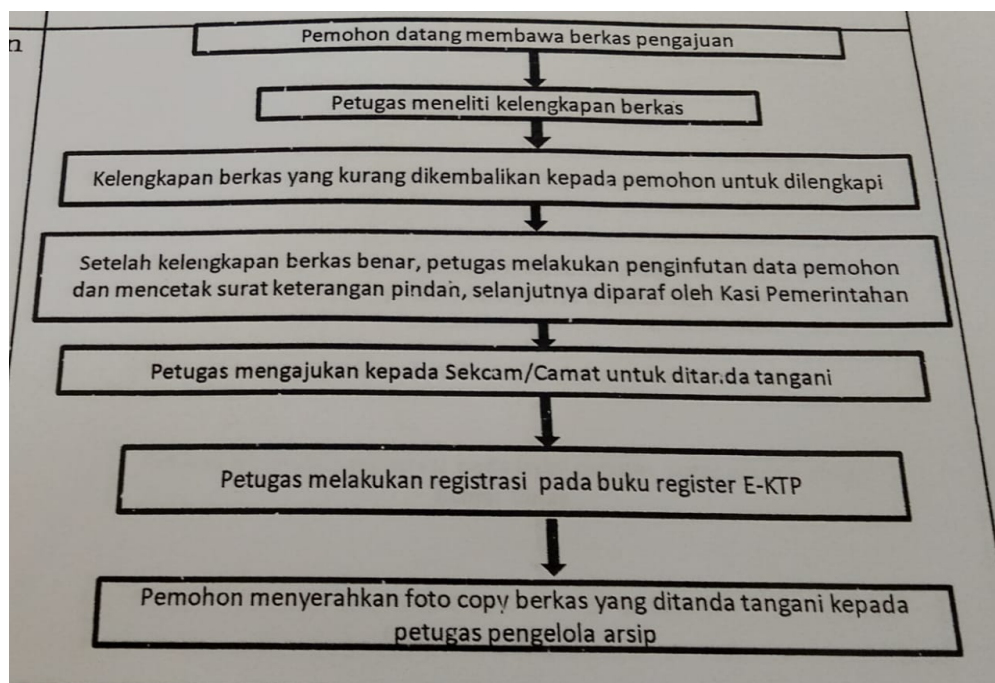 n
Pemohon datang membawa berkas pengajuan
Petugas meneliti kelengkapan berkas
Kelengkapan berkas yang kurang dikembalikan kepada pemohon untuk dilengkapi
Setelah kelengkapan berkas benar, petugas melakukan penginfutan data pemohon
dan mencetak surat keterangan pindah, selanjutnya diparaf oleh Kasi Pemerintahan
Petugas mengajukan kepada Sekcam/Camat untuk ditanda tangani
Petugas melakukan registrasi pada buku register E-KTP
Pemohon menyerahkan foto copy berkas yang ditanda tangani kepada
petugas pengelola arsip